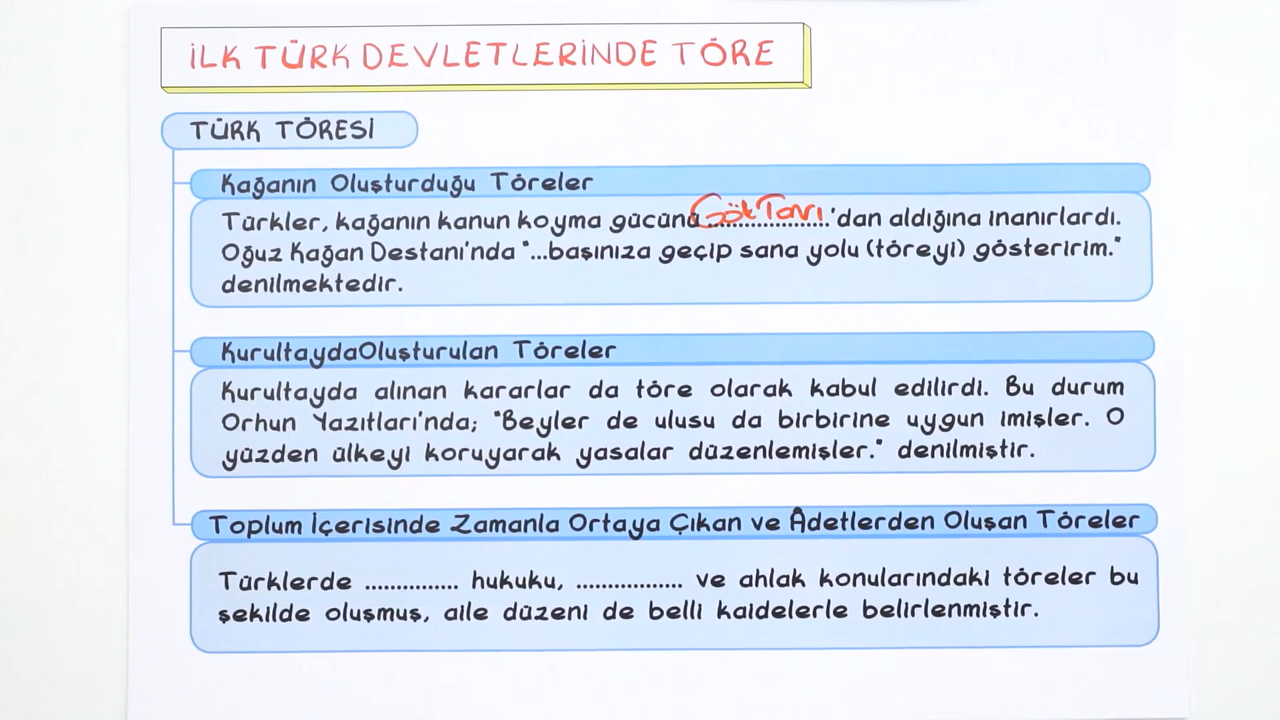 İLK TÜRK DEVLETLERİNDE TÖRE
TÜRK TÖRESİ
Kağanın Oluşturduğu Töreler
Türkler, kağanın kanun koyma gücünü Gök Tanrı..................'dan aldığına inanırlardı.
Oğuz Kağan Destanı'nda "...başınıza geçip sana yolu (töreyi) gösteririm."
denilmektedir.
KurultaydaOluşturulan Töreler
Kurultayda alınan kararlar da töre olarak kabul edilirdi. Bu durum
Orhun Yazıtları'nda; "Beyler de ulusu da birbirine uygun imişler. O
yüzden ülkeyi koruyarak yasalar düzenlemişler." denilmiştir.
Toplum İçerisinde Zamanla Ortaya Çıkan ve Âdetlerden Oluşan Töreler
Türklerde ............... hukuku, ................. ve ahlak konularındaki töreler bu
şekilde oluşmuş, aile düzeni de belli kaidelerle belirlenmiştir.